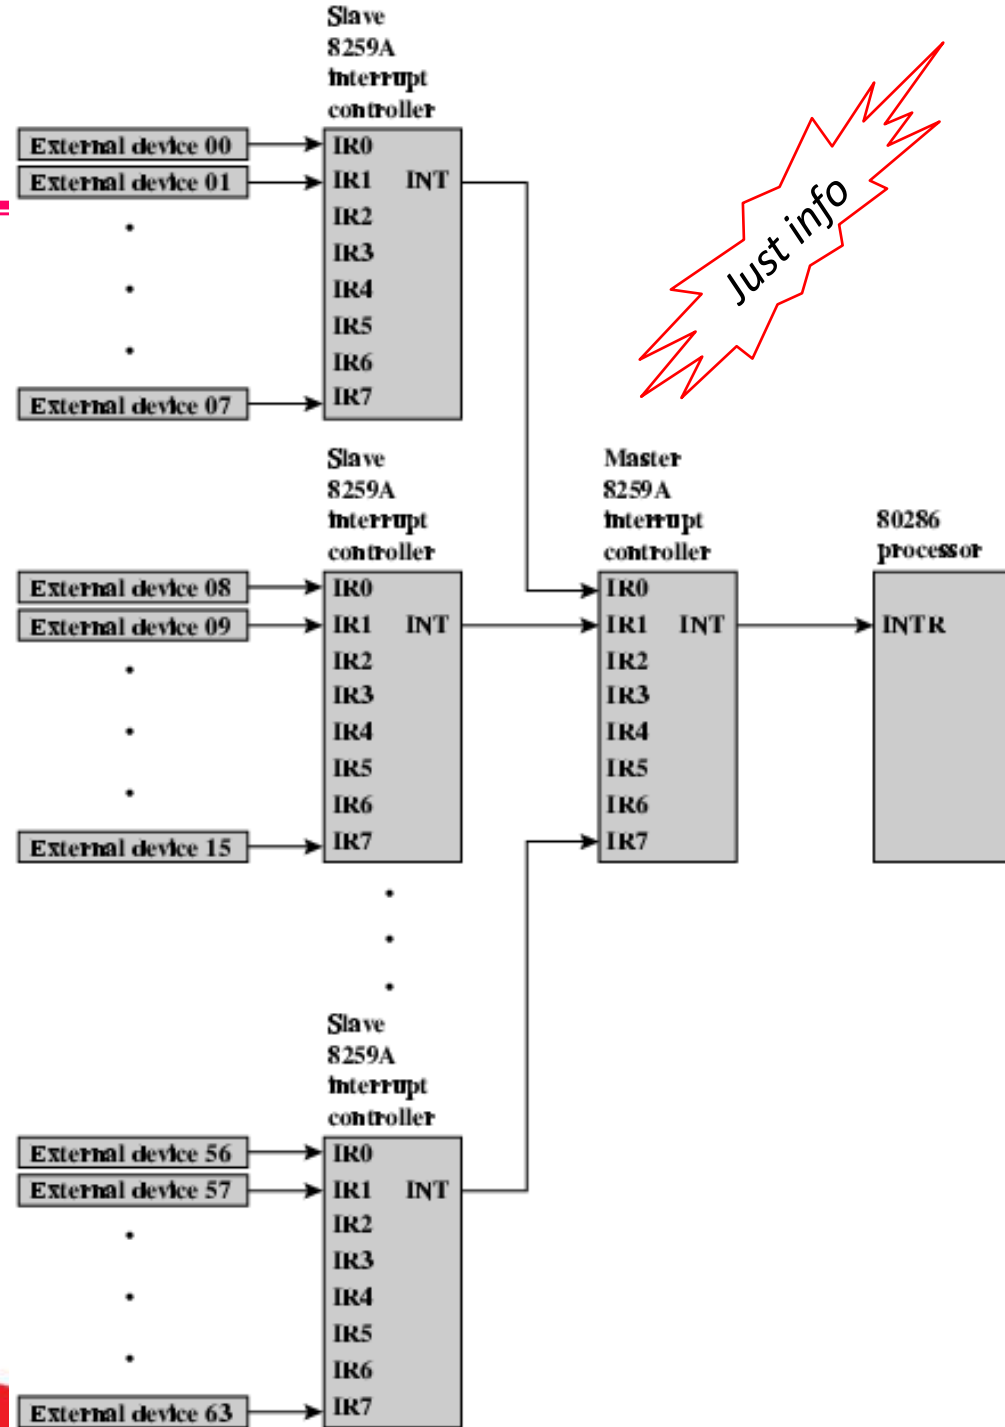 Slave
8259A
interrupt
controller
External device 00
IR0
External device 01
IR1 INT
IR2
IR3
IR4
IR5
IR6
External device 07
IR7
Just info
Slave
8259A
interrupt
controller
External device 08
IR0
External device 09
IR1 INT
IR2
IR3
IR4
IR5
IR6
External device 15
IR7
Master
8259A
interrupt
controller
IR0
IR1 INT
IR2
IR3
IR4
IR5
IR6
IR7
80286
processor
INTR
Slave
8259A
interrupt
controller
External device 56
IR0
External device 57
IR1 INT
IR2
IR3
IR4
IR5
IR6
External device 63
IR7